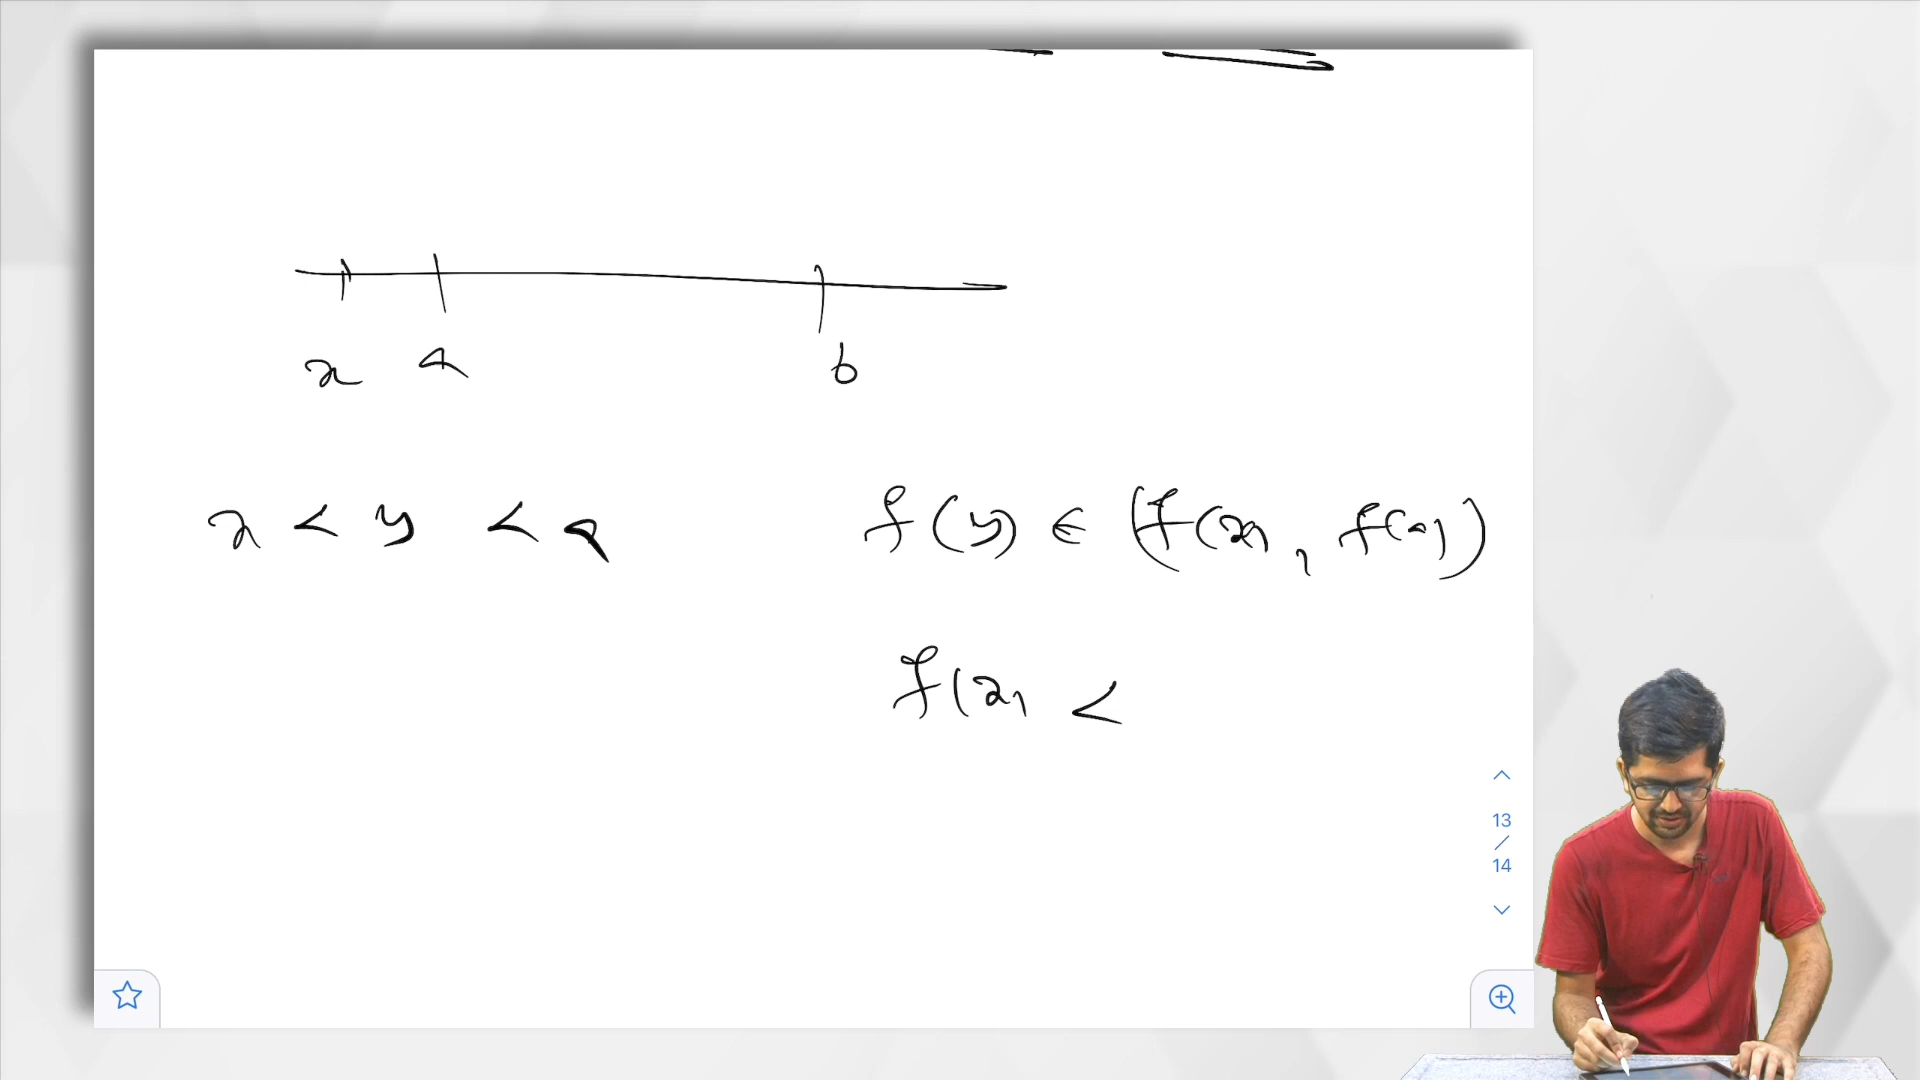 x a b
x < y < a f(y) ∈ (f(x), f(a))
f(x) <
13
/
14